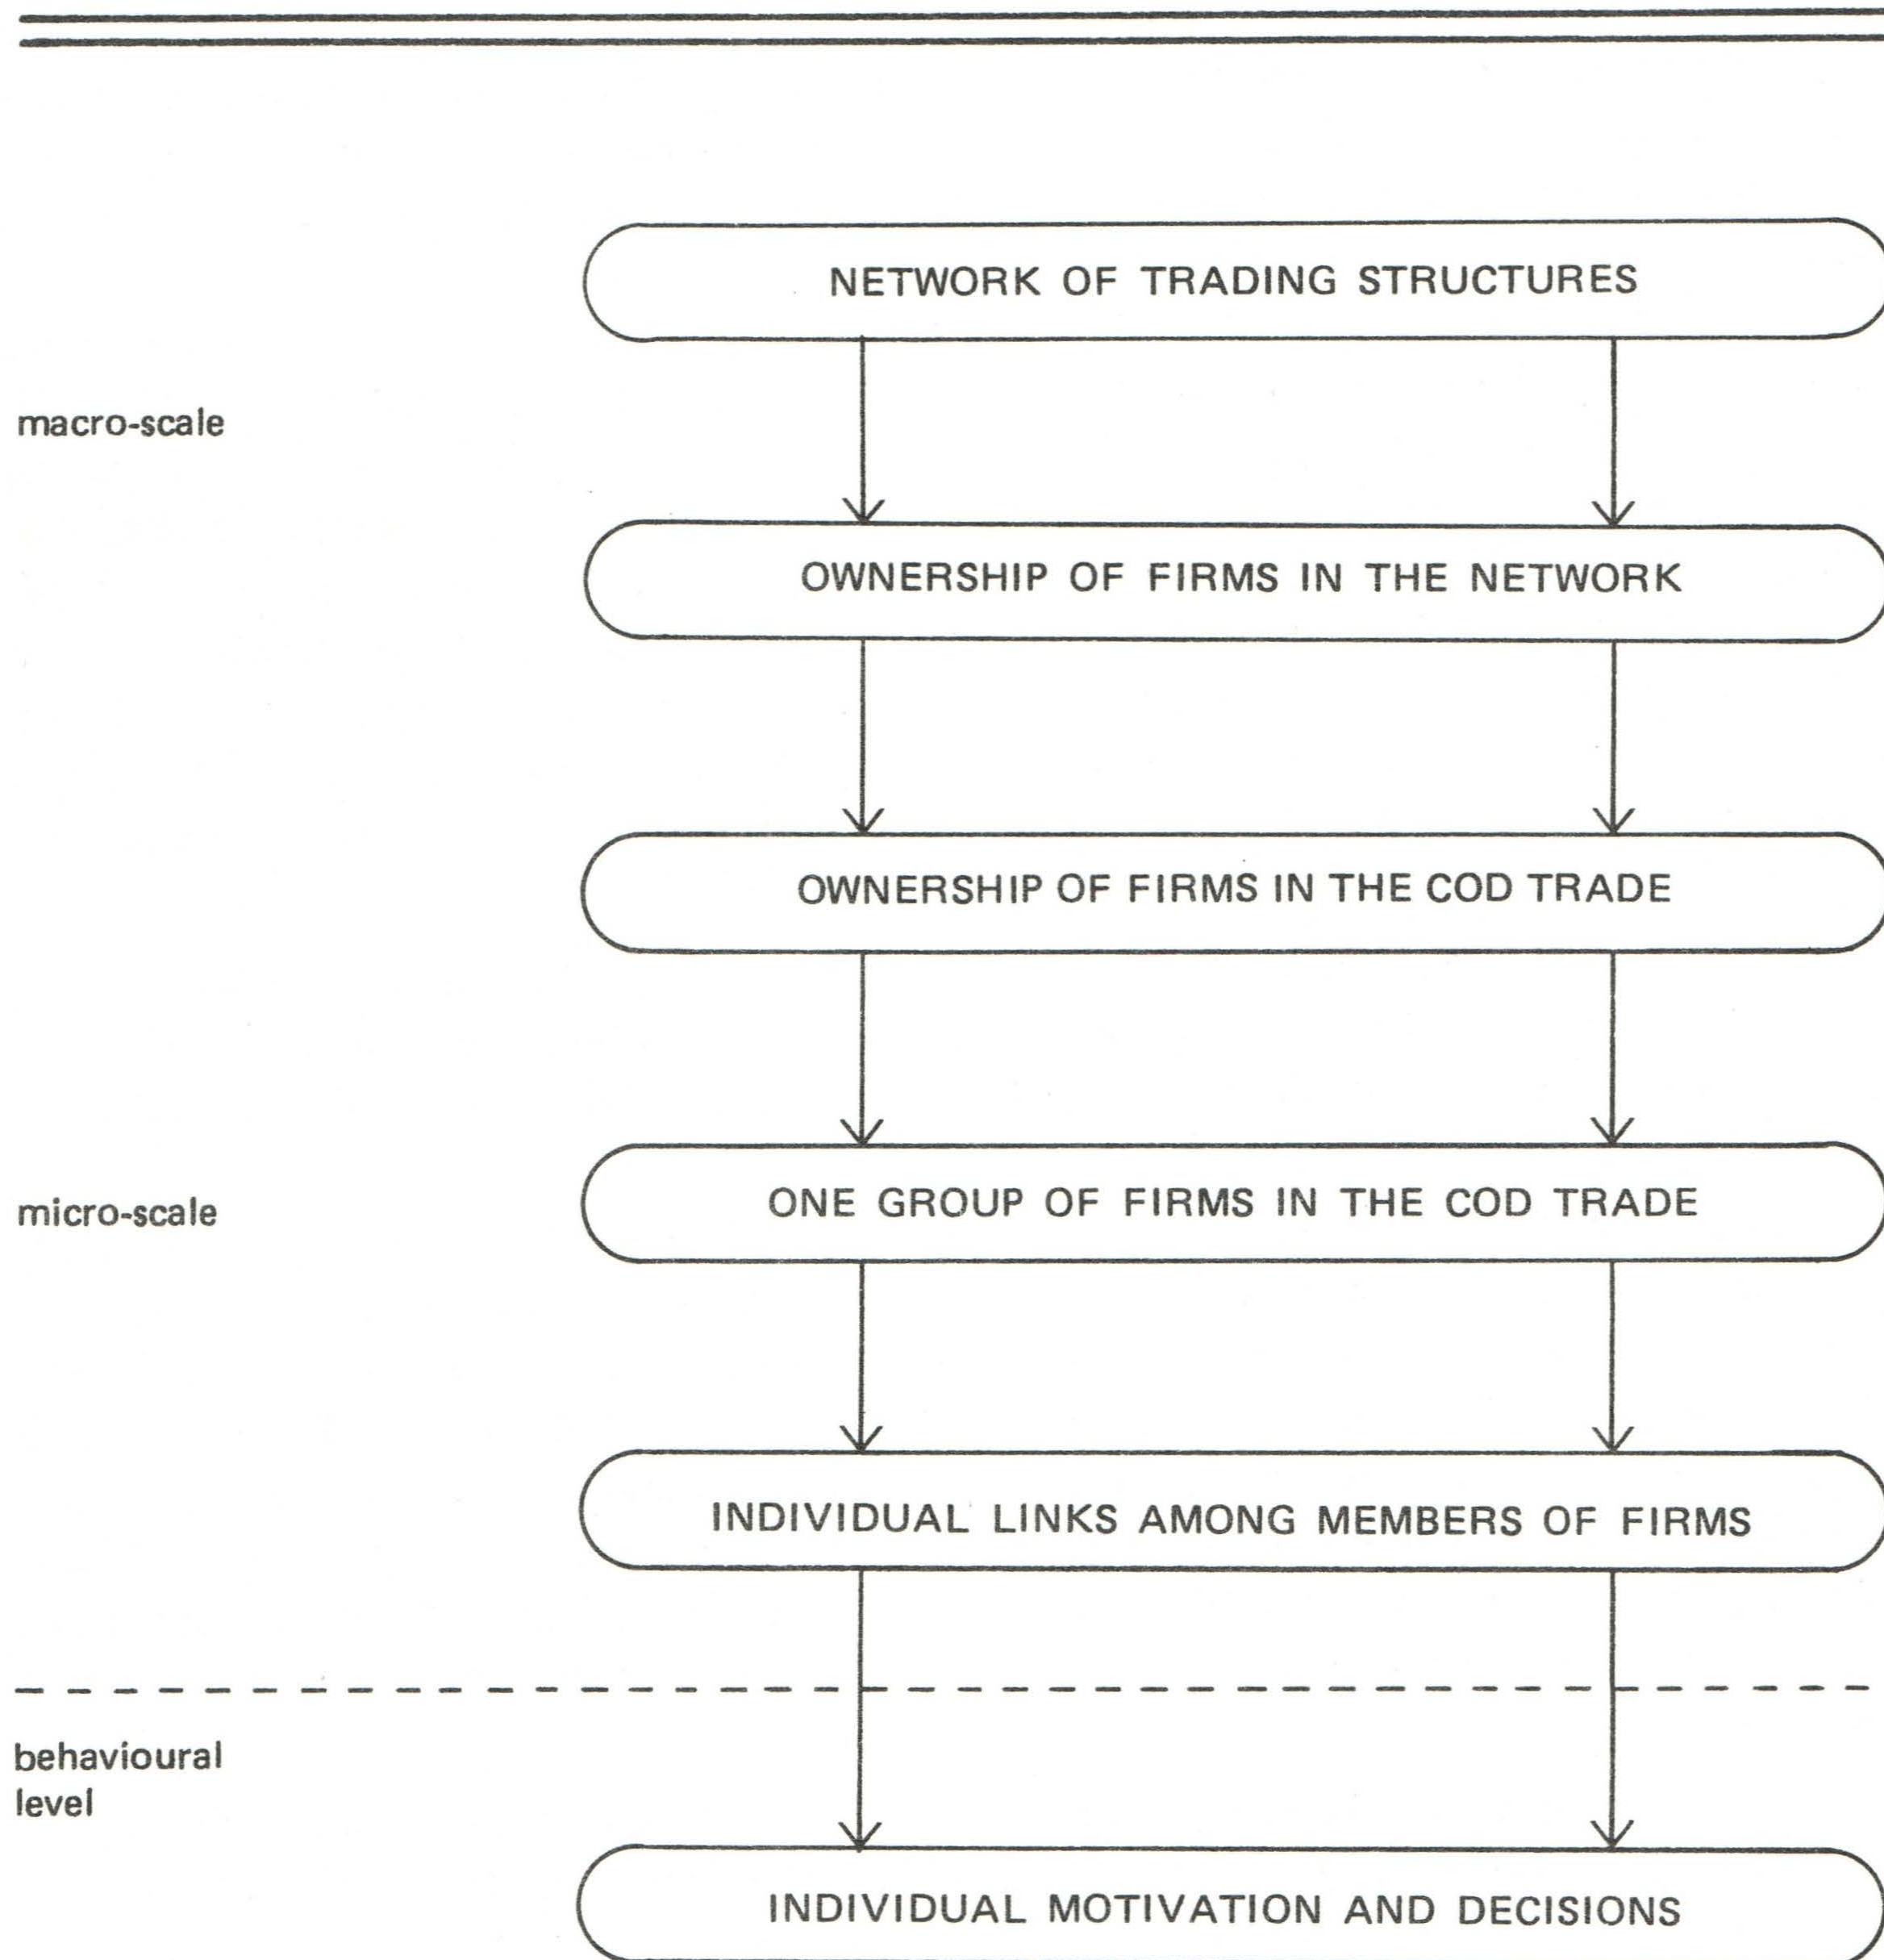 NETWORK OF TRADING STRUCTURES
macro-scale
OWNERSHIP OF FIRMS IN THE NETWORK
OWNERSHIP OF FIRMS IN THE COD TRADE
ONE GROUP OF FIRMS IN THE COD TRADE
micro-scale
INDIVIDUAL LINKS AMONG MEMBERS OF FIRMS
behavioural
level
INDIVIDUAL MOTIVATION AND DECISIONS